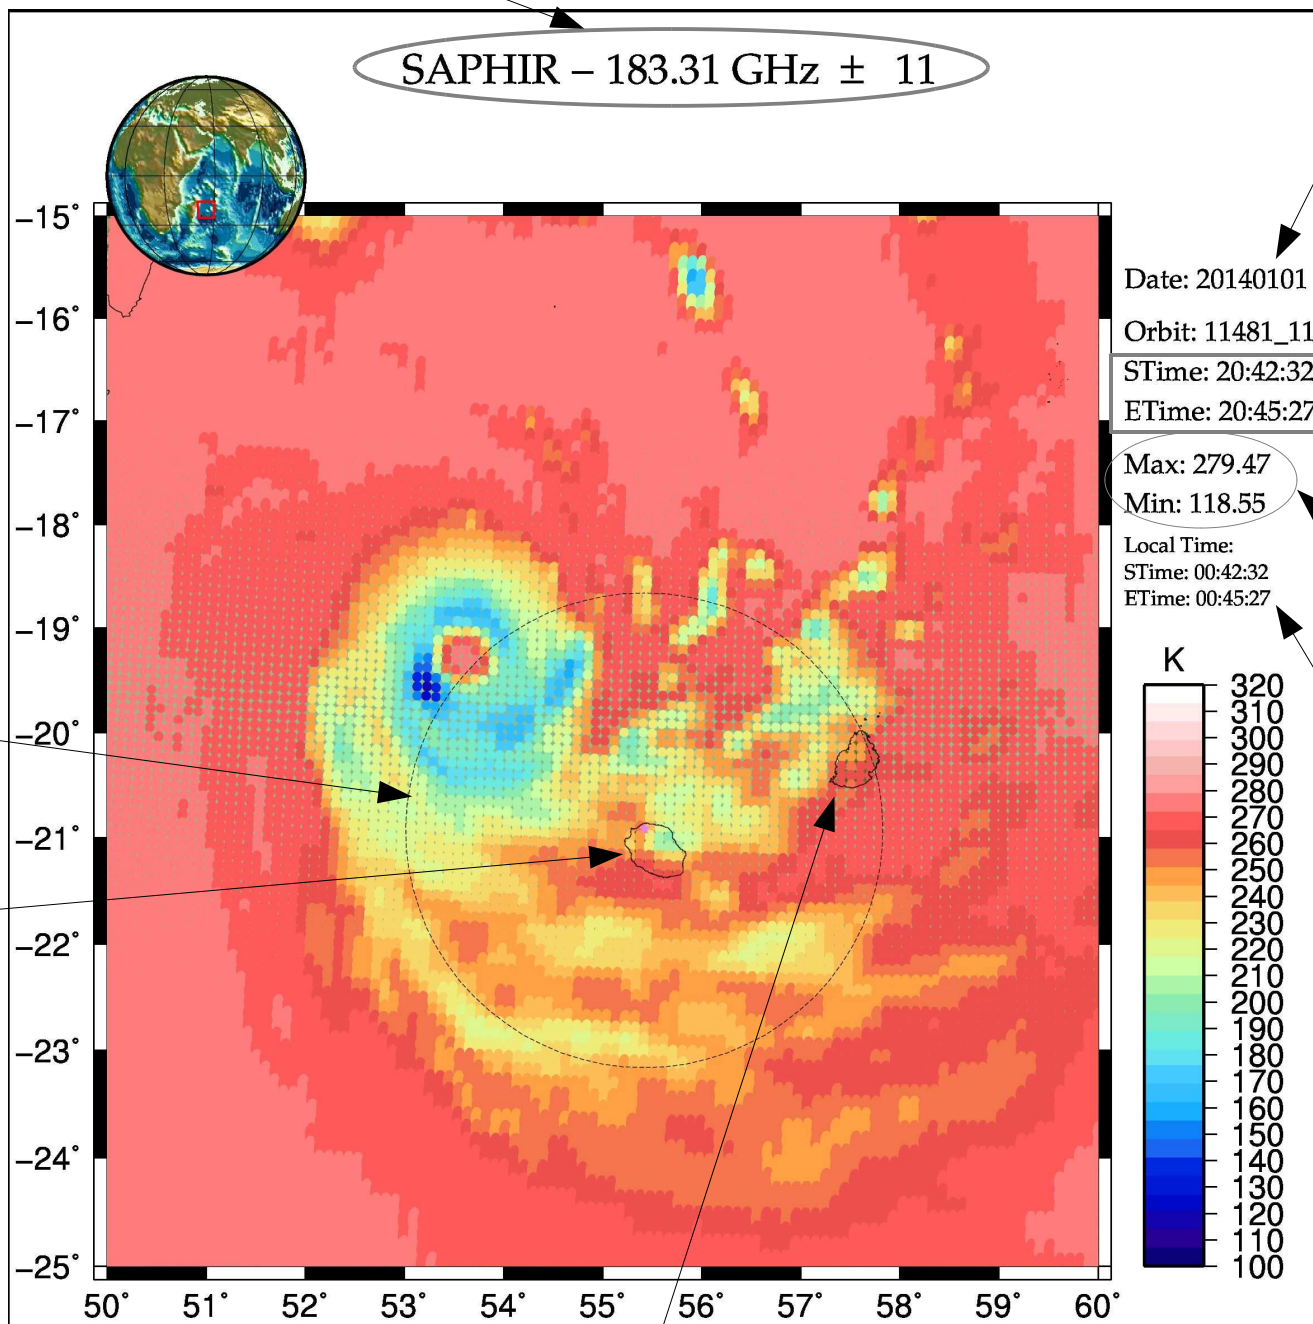 SAPHIR – 183.31 GHz ± 11
Date: 20140101
Orbit: 11481_11
STime: 20:42:32
ETime: 20:45:27
Max: 279.47
Min: 118.55
Local Time:
STime: 00:42:32
ETime: 00:45:27
K
320
310
300
290
280
270
260
250
240
230
220
210
200
190
180
170
160
150
140
130
120
110
100
−15˚
−16˚
−17˚
−18˚
−19˚
−20˚
−21˚
−22˚
−23˚
−24˚
−25˚
50˚ 51˚ 52˚ 53˚ 54˚ 55˚ 56˚ 57˚ 58˚ 59˚ 60˚